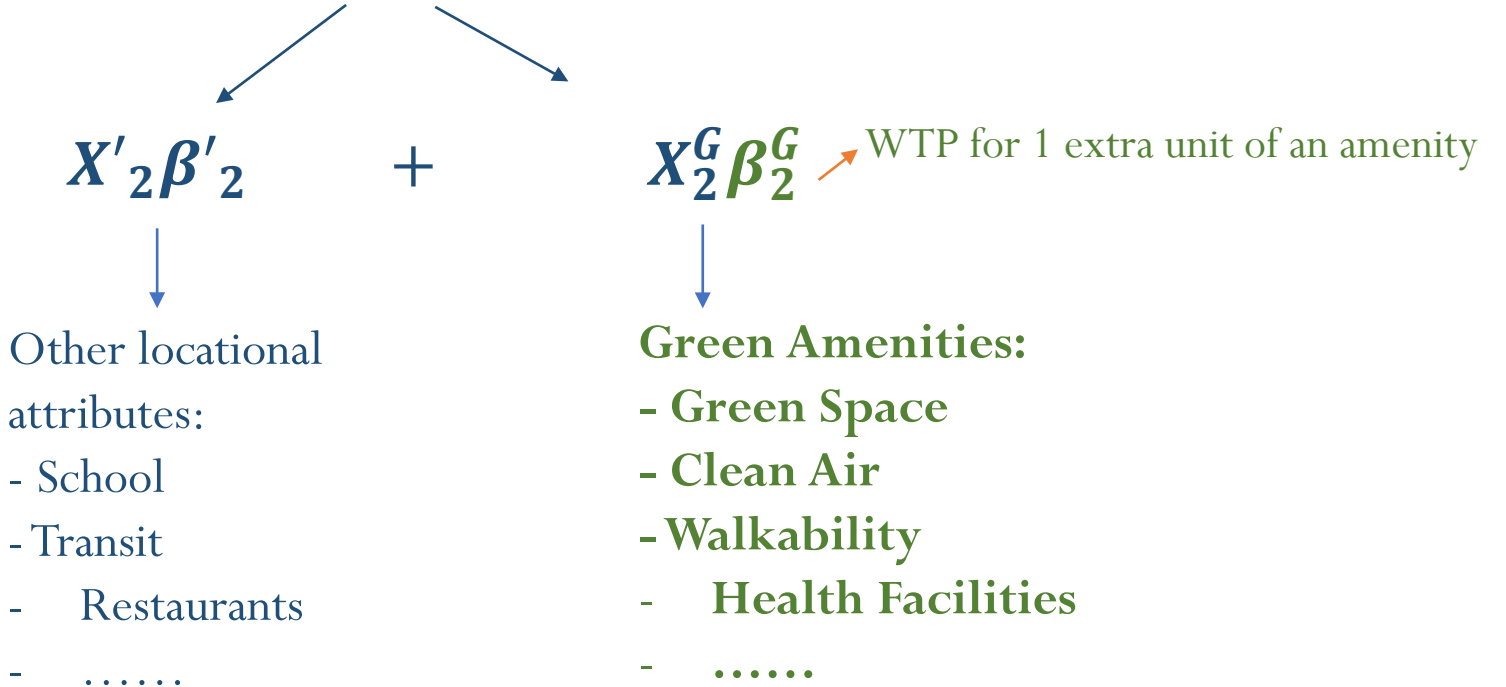 X′₂β′₂ + X₂ᴳβ₂ᴳ WTP for 1 extra unit of an amenity
Other locational
attributes:
- School
- Transit
- Restaurants
- ……
Green Amenities:
- Green Space
- Clean Air
- Walkability
- Health Facilities
- ……